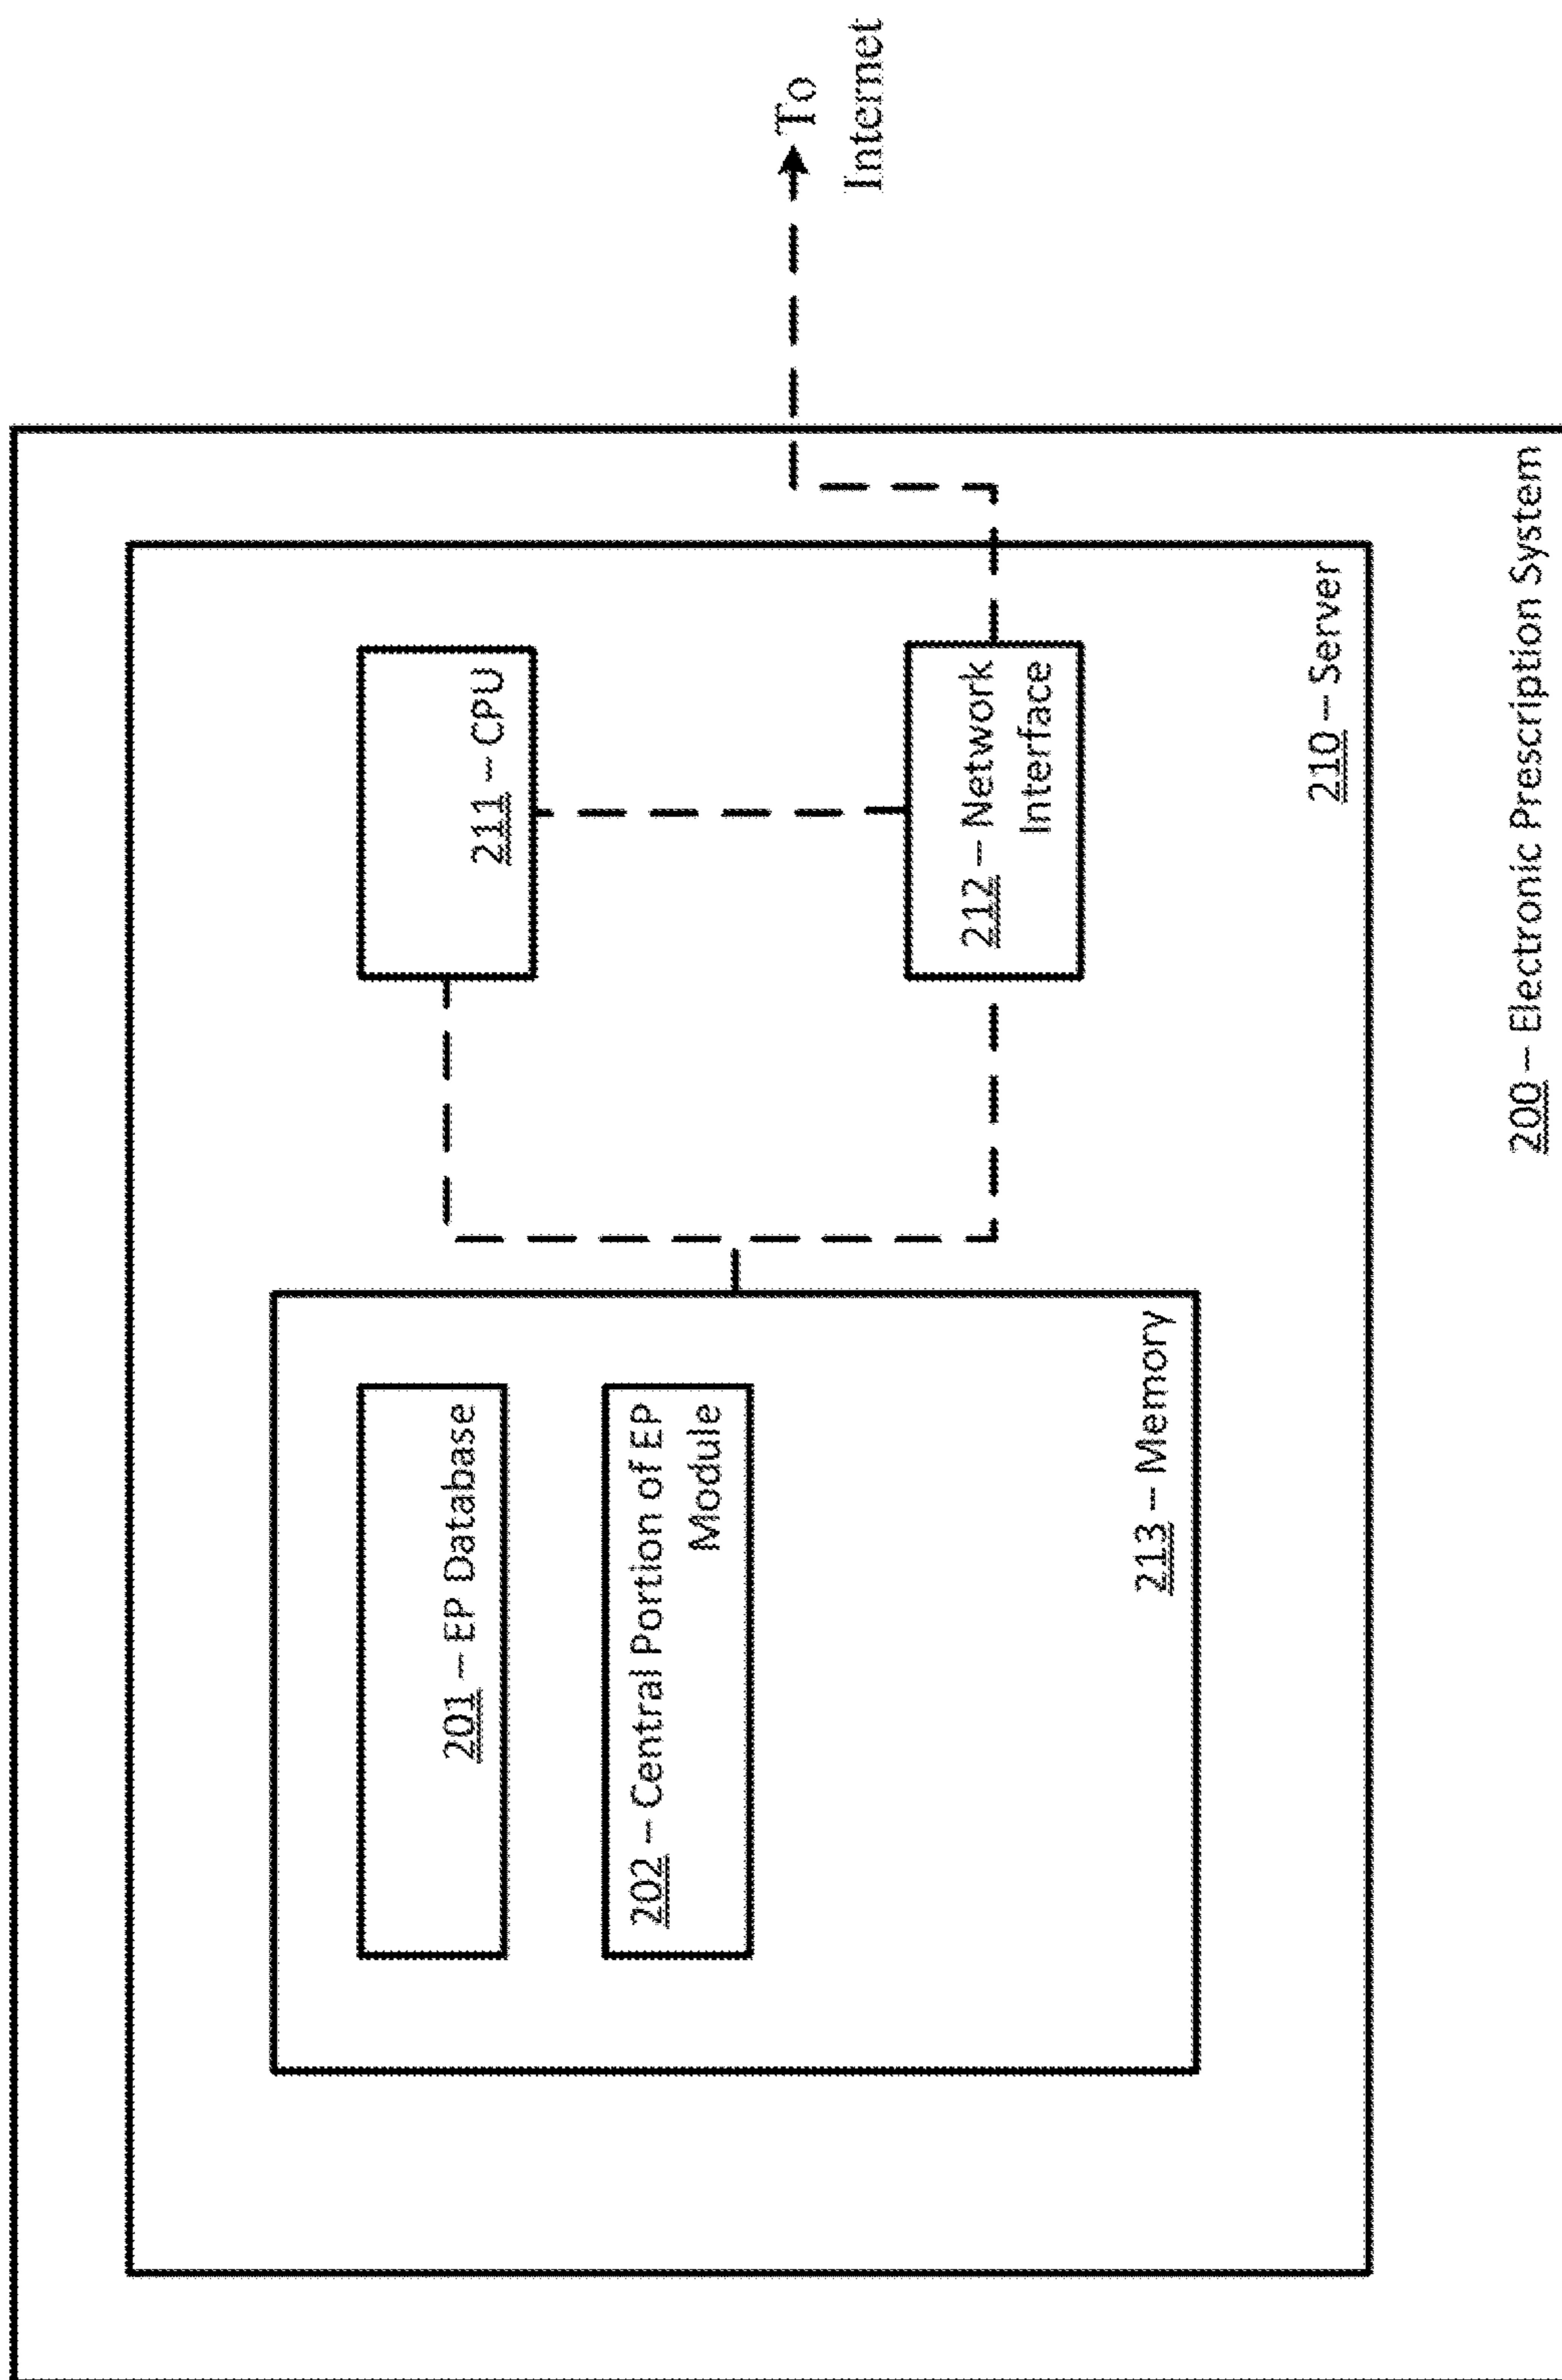 201 – EP Database
202 – Central Portion of EP
Module
213 – Memory
211 – CPU
212 – Network
Interface
210 – Server
200 – Electronic Prescription System
To
Internet